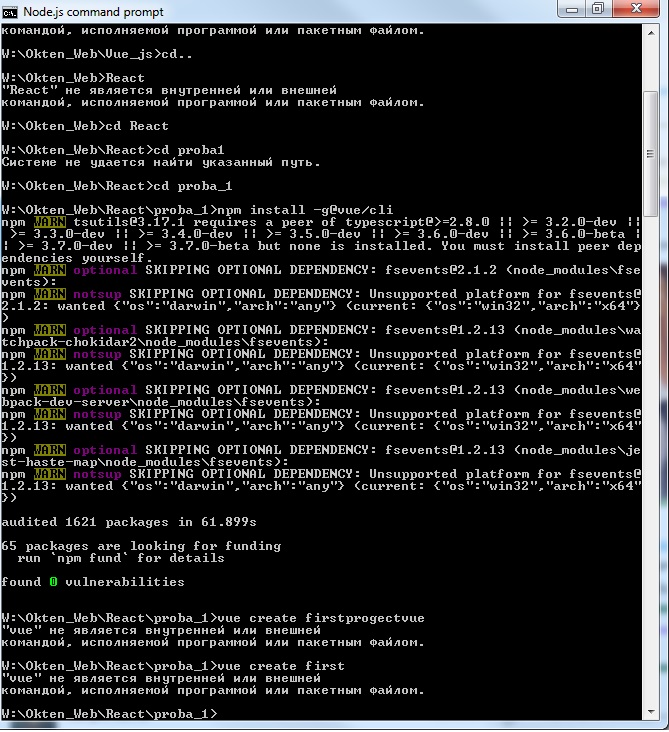 Node.js command prompt
командой, исполняемой программой или пакетным файлом.
W:\Okten_Web\Vue_js>cd..
W:\Okten_Web>React
"React" не является внутренней или внешней
командой, исполняемой программой или пакетным файлом.
W:\Okten_Web>cd React
W:\Okten_Web\React>cd proba1
Системе не удается найти указанный путь.
W:\Okten_Web\React>cd proba_1
W:\Okten_Web\React\proba_1>npm install -g@vue/cli
npm WARN tsutils@3.17.1 requires a peer of typescript@>=2.8.0 || >= 3.2.0-dev ||
 >= 3.3.0-dev || >= 3.4.0-dev || >= 3.5.0-dev || >= 3.6.0-dev || >= 3.6.0-beta |
| >= 3.7.0-dev || >= 3.7.0-beta but none is installed. You must install peer dep
endencies yourself.
npm WARN optional SKIPPING OPTIONAL DEPENDENCY: fsevents@2.1.2 (node_modules\fse
vents):
npm WARN notsup SKIPPING OPTIONAL DEPENDENCY: Unsupported platform for fsevents@
2.1.2: wanted {"os":"darwin","arch":"any"} (current: {"os":"win32","arch":"x64"}
)
npm WARN optional SKIPPING OPTIONAL DEPENDENCY: fsevents@1.2.13 (node_modules\wa
tchpack-chokidar2\node_modules\fsevents):
npm WARN notsup SKIPPING OPTIONAL DEPENDENCY: Unsupported platform for fsevents@
1.2.13: wanted {"os":"darwin","arch":"any"} (current: {"os":"win32","arch":"x64"
})
npm WARN optional SKIPPING OPTIONAL DEPENDENCY: fsevents@1.2.13 (node_modules\we
bpack-dev-server\node_modules\fsevents):
npm WARN notsup SKIPPING OPTIONAL DEPENDENCY: Unsupported platform for fsevents@
1.2.13: wanted {"os":"darwin","arch":"any"} (current: {"os":"win32","arch":"x64"
})
npm WARN optional SKIPPING OPTIONAL DEPENDENCY: fsevents@1.2.13 (node_modules\je
st-haste-map\node_modules\fsevents):
npm WARN notsup SKIPPING OPTIONAL DEPENDENCY: Unsupported platform for fsevents@
1.2.13: wanted {"os":"darwin","arch":"any"} (current: {"os":"win32","arch":"x64"
})
audited 1621 packages in 61.899s
65 packages are looking for funding
  run `npm fund` for details
found 0 vulnerabilities
W:\Okten_Web\React\proba_1>vue create firstprogectvue
"vue" не является внутренней или внешней
командой, исполняемой программой или пакетным файлом.
W:\Okten_Web\React\proba_1>vue create first
"vue" не является внутренней или внешней
командой, исполняемой программой или пакетным файлом.
W:\Okten_Web\React\proba_1>